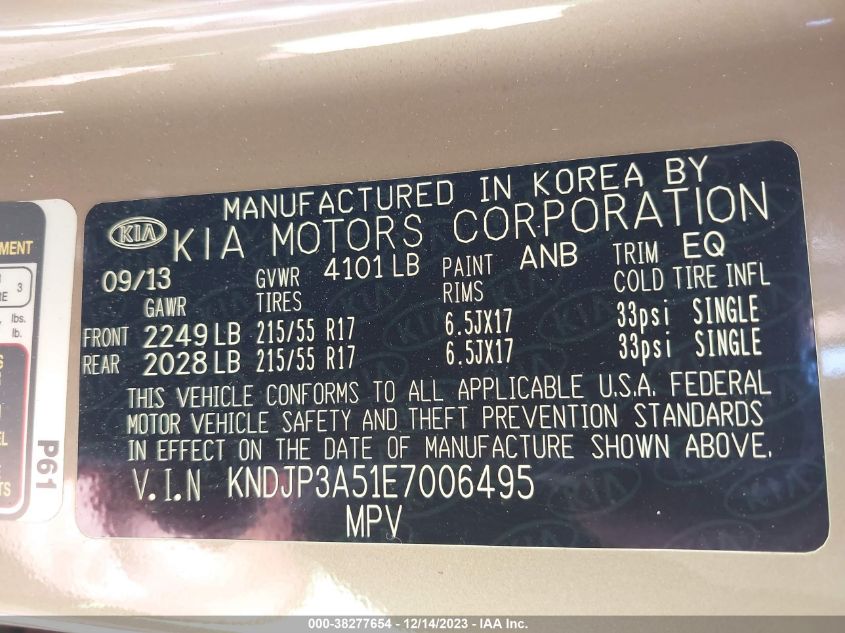 MANUFACTURED IN KOREA BY
KIA KIA MOTORS CORPORATION
09/13 GVWR 4101 LB PAINT ANB TRIM EQ
GAWR TIRES RIMS COLD TIRE INFL
FRONT 2249 LB 215/55 R17 6.5JX17 33psi SINGLE
REAR 2028 LB 215/55 R17 6.5JX17 33psi SINGLE
THIS VEHICLE CONFORMS TO ALL APPLICABLE U.S.A. FEDERAL
MOTOR VEHICLE SAFETY AND THEFT PREVENTION STANDARDS
IN EFFECT ON THE DATE OF MANUFACTURE SHOWN ABOVE.
V.I.N KNDJP3A51E7006495
MPV
MENT
3
lbs.
lb.
P61
000-38277654 - 12/14/2023 - IAA Inc.